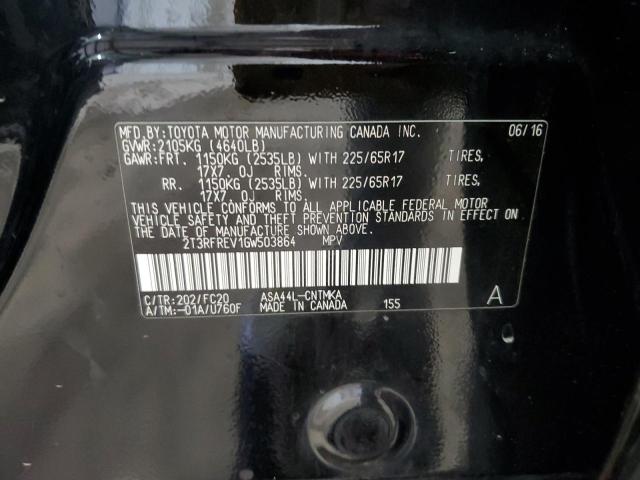 MFD.BY:TOYOTA MOTOR MANUFACTURING CANADA INC. 06/16
GVWR:2105KG (4640LB)
GAWR:FRT. 1150KG (2535LB) WITH 225/65R17 TIRES,
17X7. 0J RIMS.
RR. 1150KG (2535LB) WITH 225/65R17 TIRES,
17X7. 0J RIMS.
THIS VEHICLE CONFORMS TO ALL APPLICABLE FEDERAL MOTOR
VEHICLE SAFETY AND THEFT PREVENTION STANDARDS IN EFFECT ON
THE DATE OF MANUFACTURE SHOWN ABOVE.
2T3RFREV1GW503864 MPV
C/TR:202/FC20 ASA44L-CNTMKA A
A/TM:-01A/U760F MADE IN CANADA 155